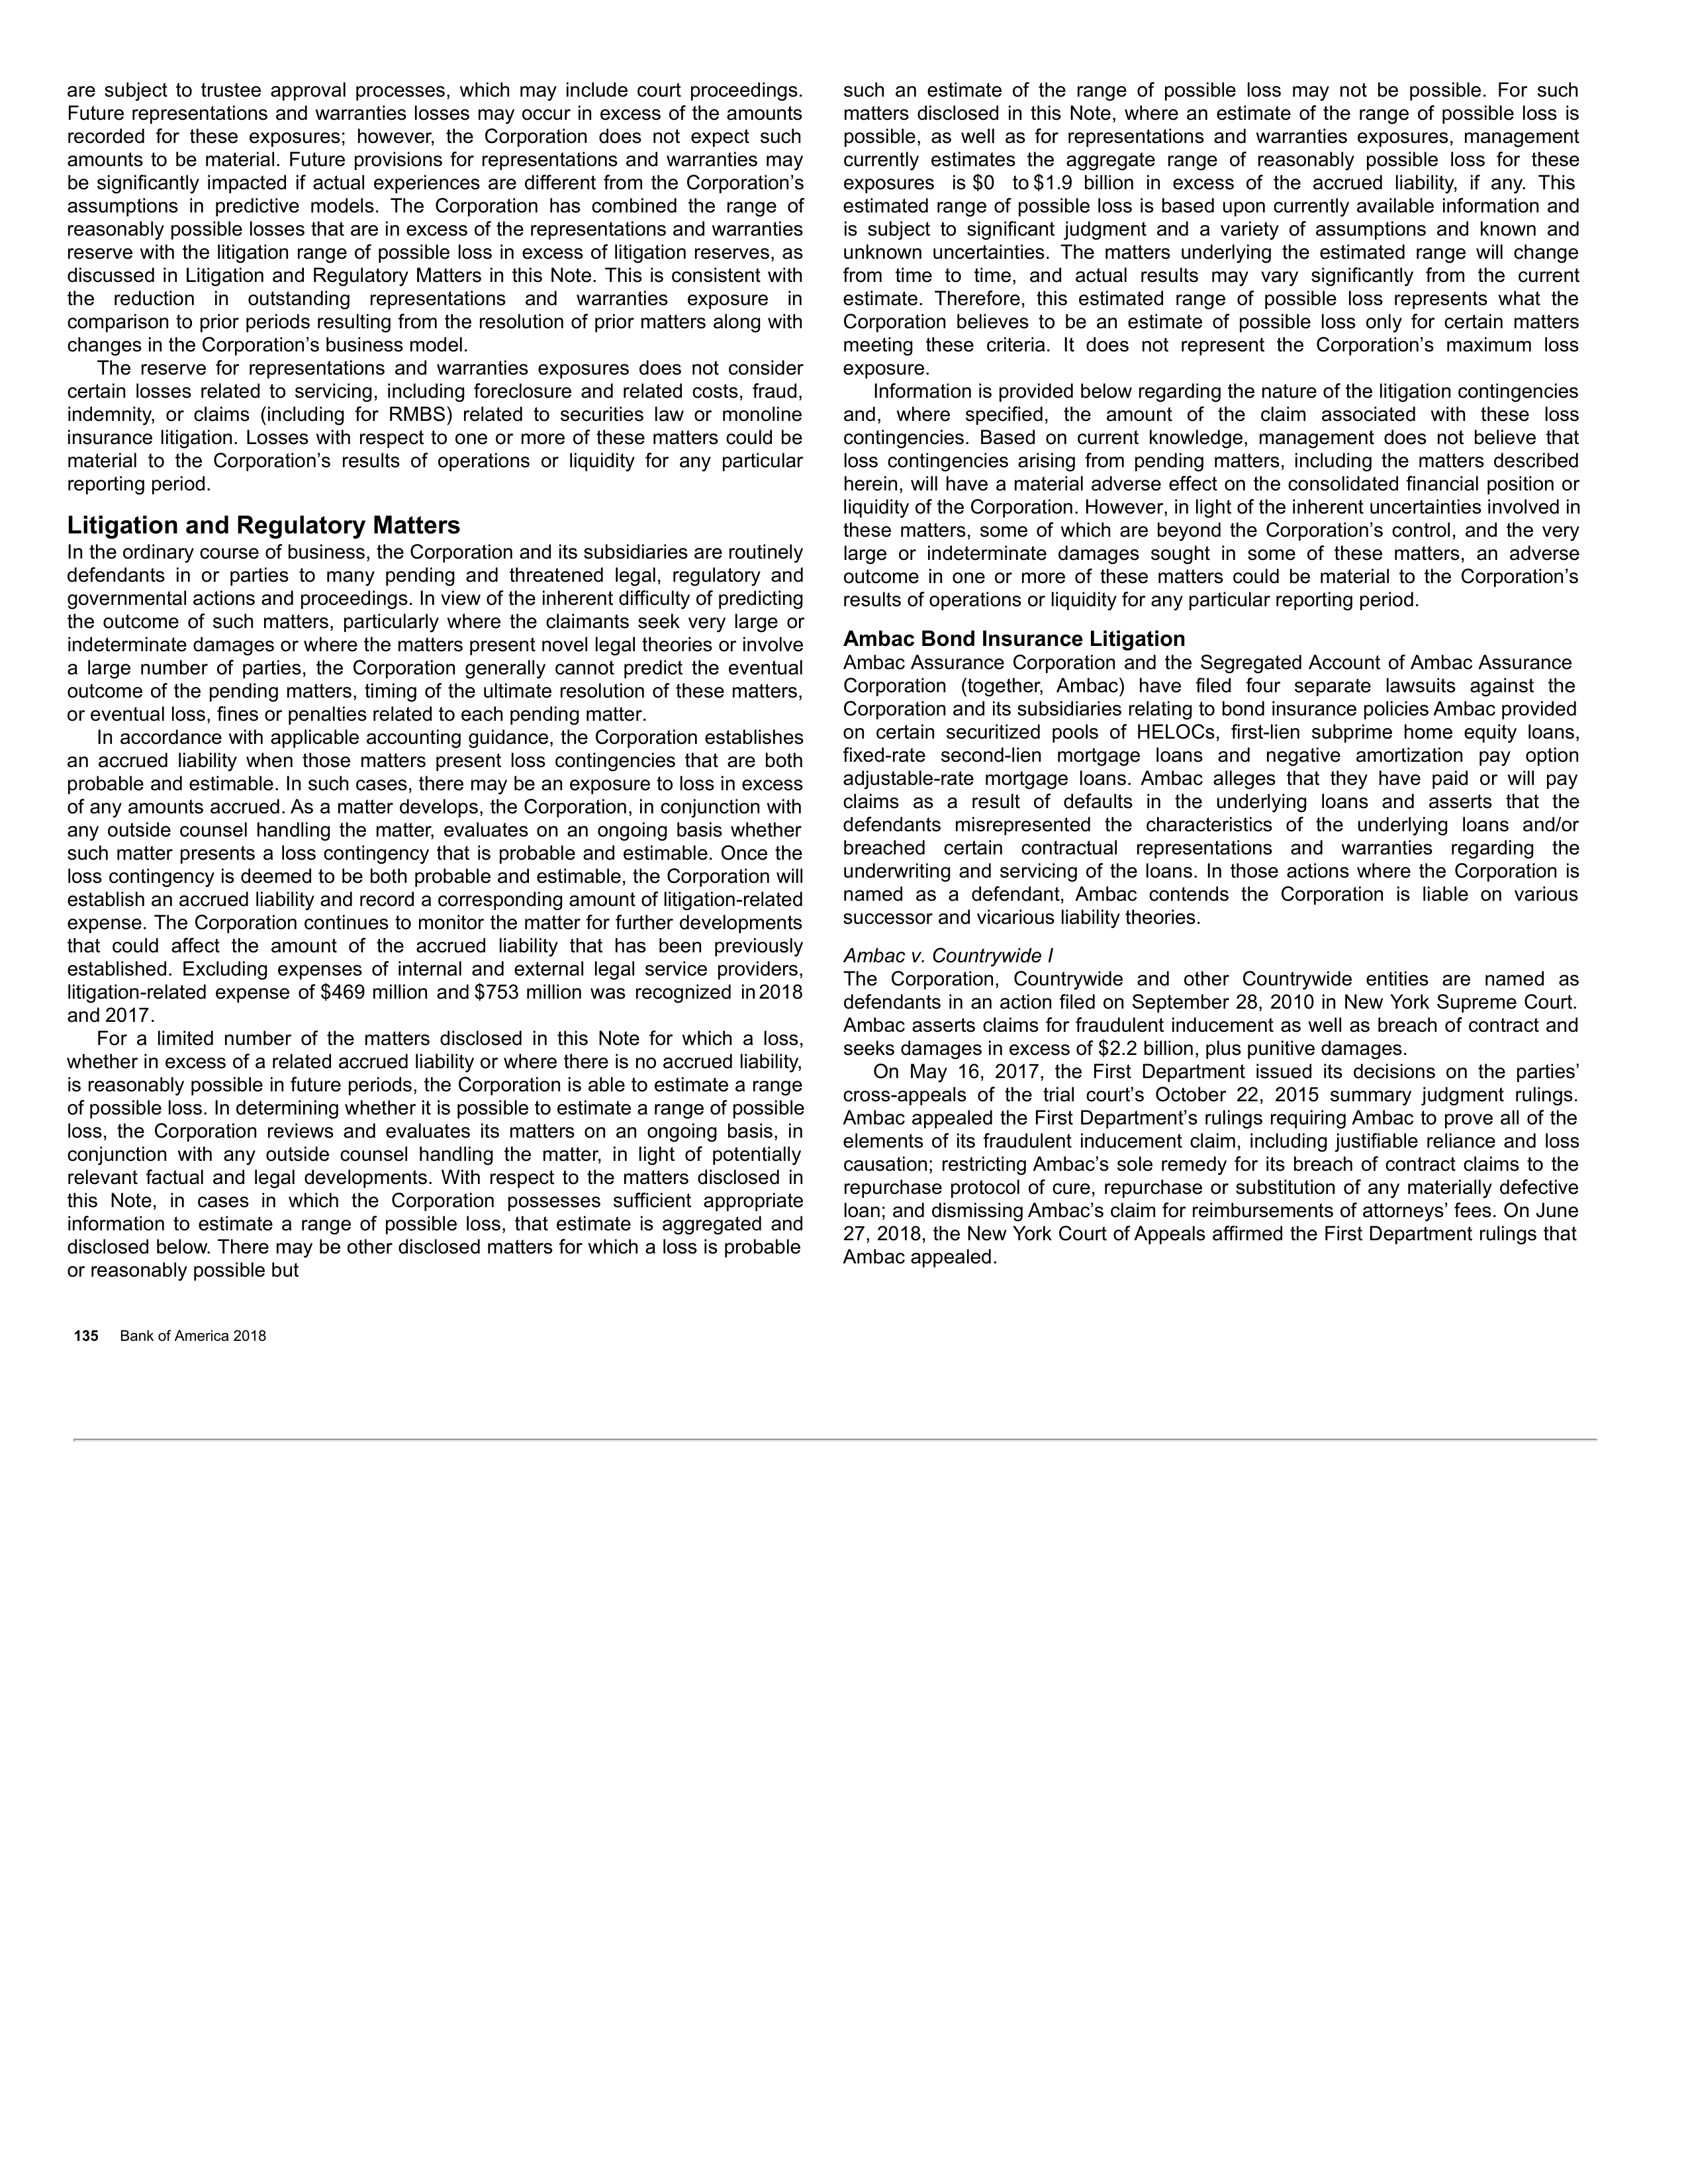 are subject to trustee approval processes, which may include court proceedings.
Future representations and warranties losses may occur in excess of the amounts
recorded for these exposures; however, the Corporation does not expect such
amounts to be material. Future provisions for representations and warranties may
be significantly impacted if actual experiences are different from the Corporation’s
assumptions in predictive models. The Corporation has combined the range of
reasonably possible losses that are in excess of the representations and warranties
reserve with the litigation range of possible loss in excess of litigation reserves, as
discussed in Litigation and Regulatory Matters in this Note. This is consistent with
the reduction in outstanding representations and warranties exposure in
comparison to prior periods resulting from the resolution of prior matters along with
changes in the Corporation’s business model.
The reserve for representations and warranties exposures does not consider
certain losses related to servicing, including foreclosure and related costs, fraud,
indemnity, or claims (including for RMBS) related to securities law or monoline
insurance litigation. Losses with respect to one or more of these matters could be
material to the Corporation’s results of operations or liquidity for any particular
reporting period.
Litigation and Regulatory Matters
In the ordinary course of business, the Corporation and its subsidiaries are routinely
defendants in or parties to many pending and threatened legal, regulatory and
governmental actions and proceedings. In view of the inherent difficulty of predicting
the outcome of such matters, particularly where the claimants seek very large or
indeterminate damages or where the matters present novel legal theories or involve
a large number of parties, the Corporation generally cannot predict the eventual
outcome of the pending matters, timing of the ultimate resolution of these matters,
or eventual loss, fines or penalties related to each pending matter.
In accordance with applicable accounting guidance, the Corporation establishes
an accrued liability when those matters present loss contingencies that are both
probable and estimable. In such cases, there may be an exposure to loss in excess
of any amounts accrued. As a matter develops, the Corporation, in conjunction with
any outside counsel handling the matter, evaluates on an ongoing basis whether
such matter presents a loss contingency that is probable and estimable. Once the
loss contingency is deemed to be both probable and estimable, the Corporation will
establish an accrued liability and record a corresponding amount of litigation-related
expense. The Corporation continues to monitor the matter for further developments
that could affect the amount of the accrued liability that has been previously
established. Excluding expenses of internal and external legal service providers,
litigation-related expense of $469 million and $753 million was recognized in 2018
and 2017.
For a limited number of the matters disclosed in this Note for which a loss,
whether in excess of a related accrued liability or where there is no accrued liability,
is reasonably possible in future periods, the Corporation is able to estimate a range
of possible loss. In determining whether it is possible to estimate a range of possible
loss, the Corporation reviews and evaluates its matters on an ongoing basis, in
conjunction with any outside counsel handling the matter, in light of potentially
relevant factual and legal developments. With respect to the matters disclosed in
this Note, in cases in which the Corporation possesses sufficient appropriate
information to estimate a range of possible loss, that estimate is aggregated and
disclosed below. There may be other disclosed matters for which a loss is probable
or reasonably possible but
such an estimate of the range of possible loss may not be possible. For such
matters disclosed in this Note, where an estimate of the range of possible loss is
possible, as well as for representations and warranties exposures, management
currently estimates the aggregate range of reasonably possible loss for these
exposures is $0 to $1.9 billion in excess of the accrued liability, if any. This
estimated range of possible loss is based upon currently available information and
is subject to significant judgment and a variety of assumptions and known and
unknown uncertainties. The matters underlying the estimated range will change
from time to time, and actual results may vary significantly from the current
estimate. Therefore, this estimated range of possible loss represents what the
Corporation believes to be an estimate of possible loss only for certain matters
meeting these criteria. It does not represent the Corporation’s maximum loss
exposure.
Information is provided below regarding the nature of the litigation contingencies
and, where specified, the amount of the claim associated with these loss
contingencies. Based on current knowledge, management does not believe that
loss contingencies arising from pending matters, including the matters described
herein, will have a material adverse effect on the consolidated financial position or
liquidity of the Corporation. However, in light of the inherent uncertainties involved in
these matters, some of which are beyond the Corporation’s control, and the very
large or indeterminate damages sought in some of these matters, an adverse
outcome in one or more of these matters could be material to the Corporation’s
results of operations or liquidity for any particular reporting period.
Ambac Bond Insurance Litigation
Ambac Assurance Corporation and the Segregated Account of Ambac Assurance
Corporation (together, Ambac) have filed four separate lawsuits against the
Corporation and its subsidiaries relating to bond insurance policies Ambac provided
on certain securitized pools of HELOCs, first-lien subprime home equity loans,
fixed-rate second-lien mortgage loans and negative amortization pay option
adjustable-rate mortgage loans. Ambac alleges that they have paid or will pay
claims as a result of defaults in the underlying loans and asserts that the
defendants misrepresented the characteristics of the underlying loans and/or
breached certain contractual representations and warranties regarding the
underwriting and servicing of the loans. In those actions where the Corporation is
named as a defendant, Ambac contends the Corporation is liable on various
successor and vicarious liability theories.
Ambac v. Countrywide I
The Corporation, Countrywide and other Countrywide entities are named as
defendants in an action filed on September 28, 2010 in New York Supreme Court.
Ambac asserts claims for fraudulent inducement as well as breach of contract and
seeks damages in excess of $2.2 billion, plus punitive damages.
On May 16, 2017, the First Department issued its decisions on the parties’
cross-appeals of the trial court’s October 22, 2015 summary judgment rulings.
Ambac appealed the First Department’s rulings requiring Ambac to prove all of the
elements of its fraudulent inducement claim, including justifiable reliance and loss
causation; restricting Ambac’s sole remedy for its breach of contract claims to the
repurchase protocol of cure, repurchase or substitution of any materially defective
loan; and dismissing Ambac’s claim for reimbursements of attorneys’ fees. On June
27, 2018, the New York Court of Appeals affirmed the First Department rulings that
Ambac appealed.
135 Bank of America 2018